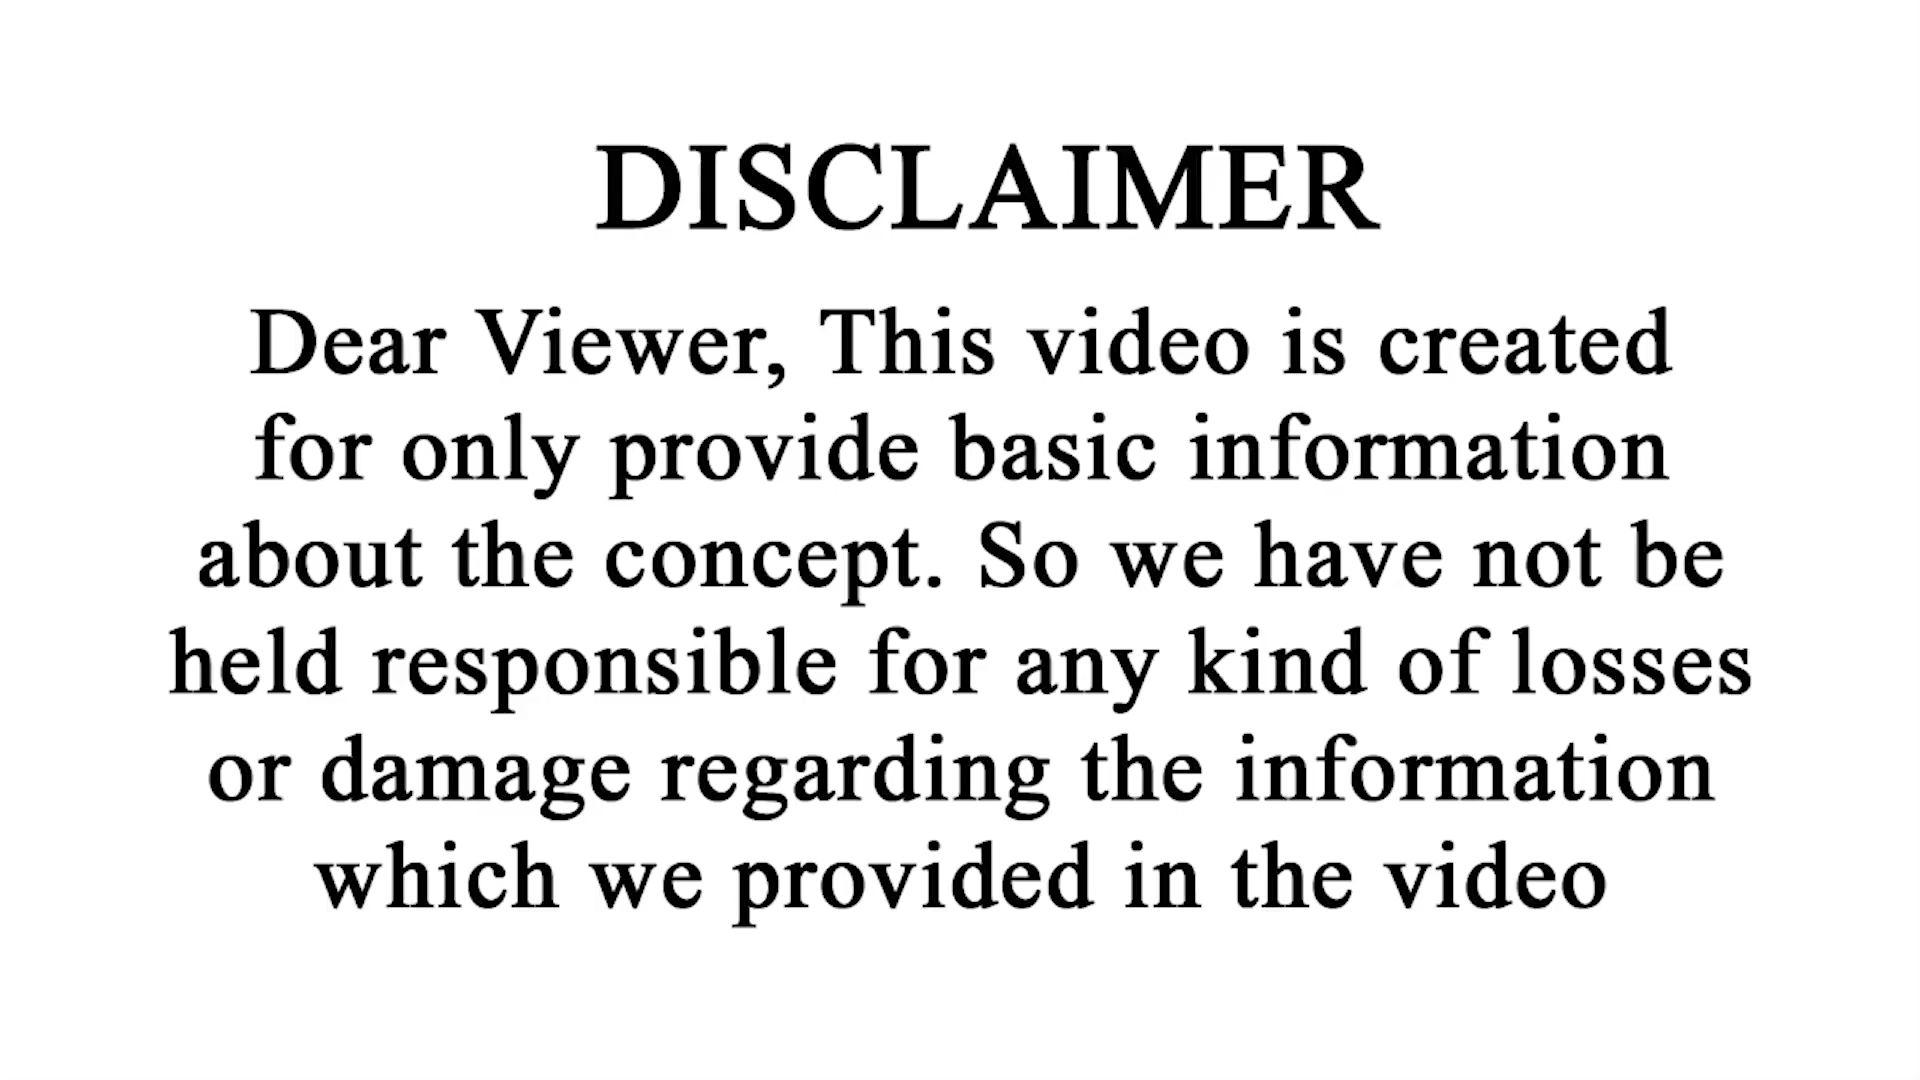 DISCLAIMER
Dear Viewer, This video is created
for only provide basic information
about the concept. So we have not be
held responsible for any kind of losses
or damage regarding the information
which we provided in the video